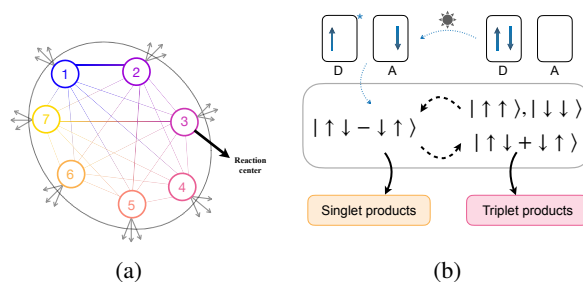 1
2
3
4
5
6
7
Reaction
center
(a)
*
D
A
D
A
|↑↓−↓↑⟩
|↑↑⟩,|↓↓⟩
|↑↓+↓↑⟩
Singlet products
Triplet products
(b)